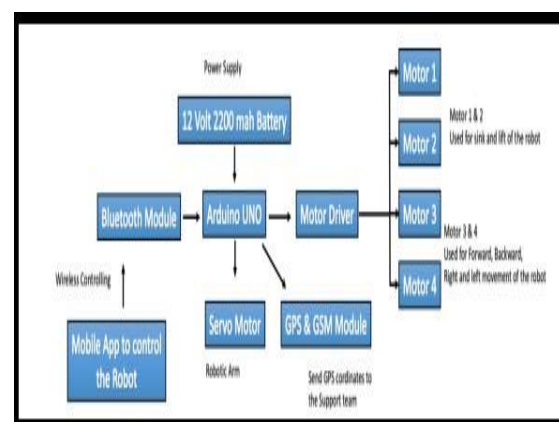 Power Supply
12 Volt 2200 mah Battery
Bluetooth Module
Arduino UNO
Motor Driver
Motor 1
Motor 2
Motor 3
Motor 4
Motor 1 & 2
Used for sink and lift of the robot
Motor 3 & 4
Used for Forward, Backward,
Right and left movement of the robot
Wireless Controlling
Mobile App to control
the Robot
Servo Motor
Robotic Arm
GPS & GSM Module
Send GPS cordinates to
the Support team